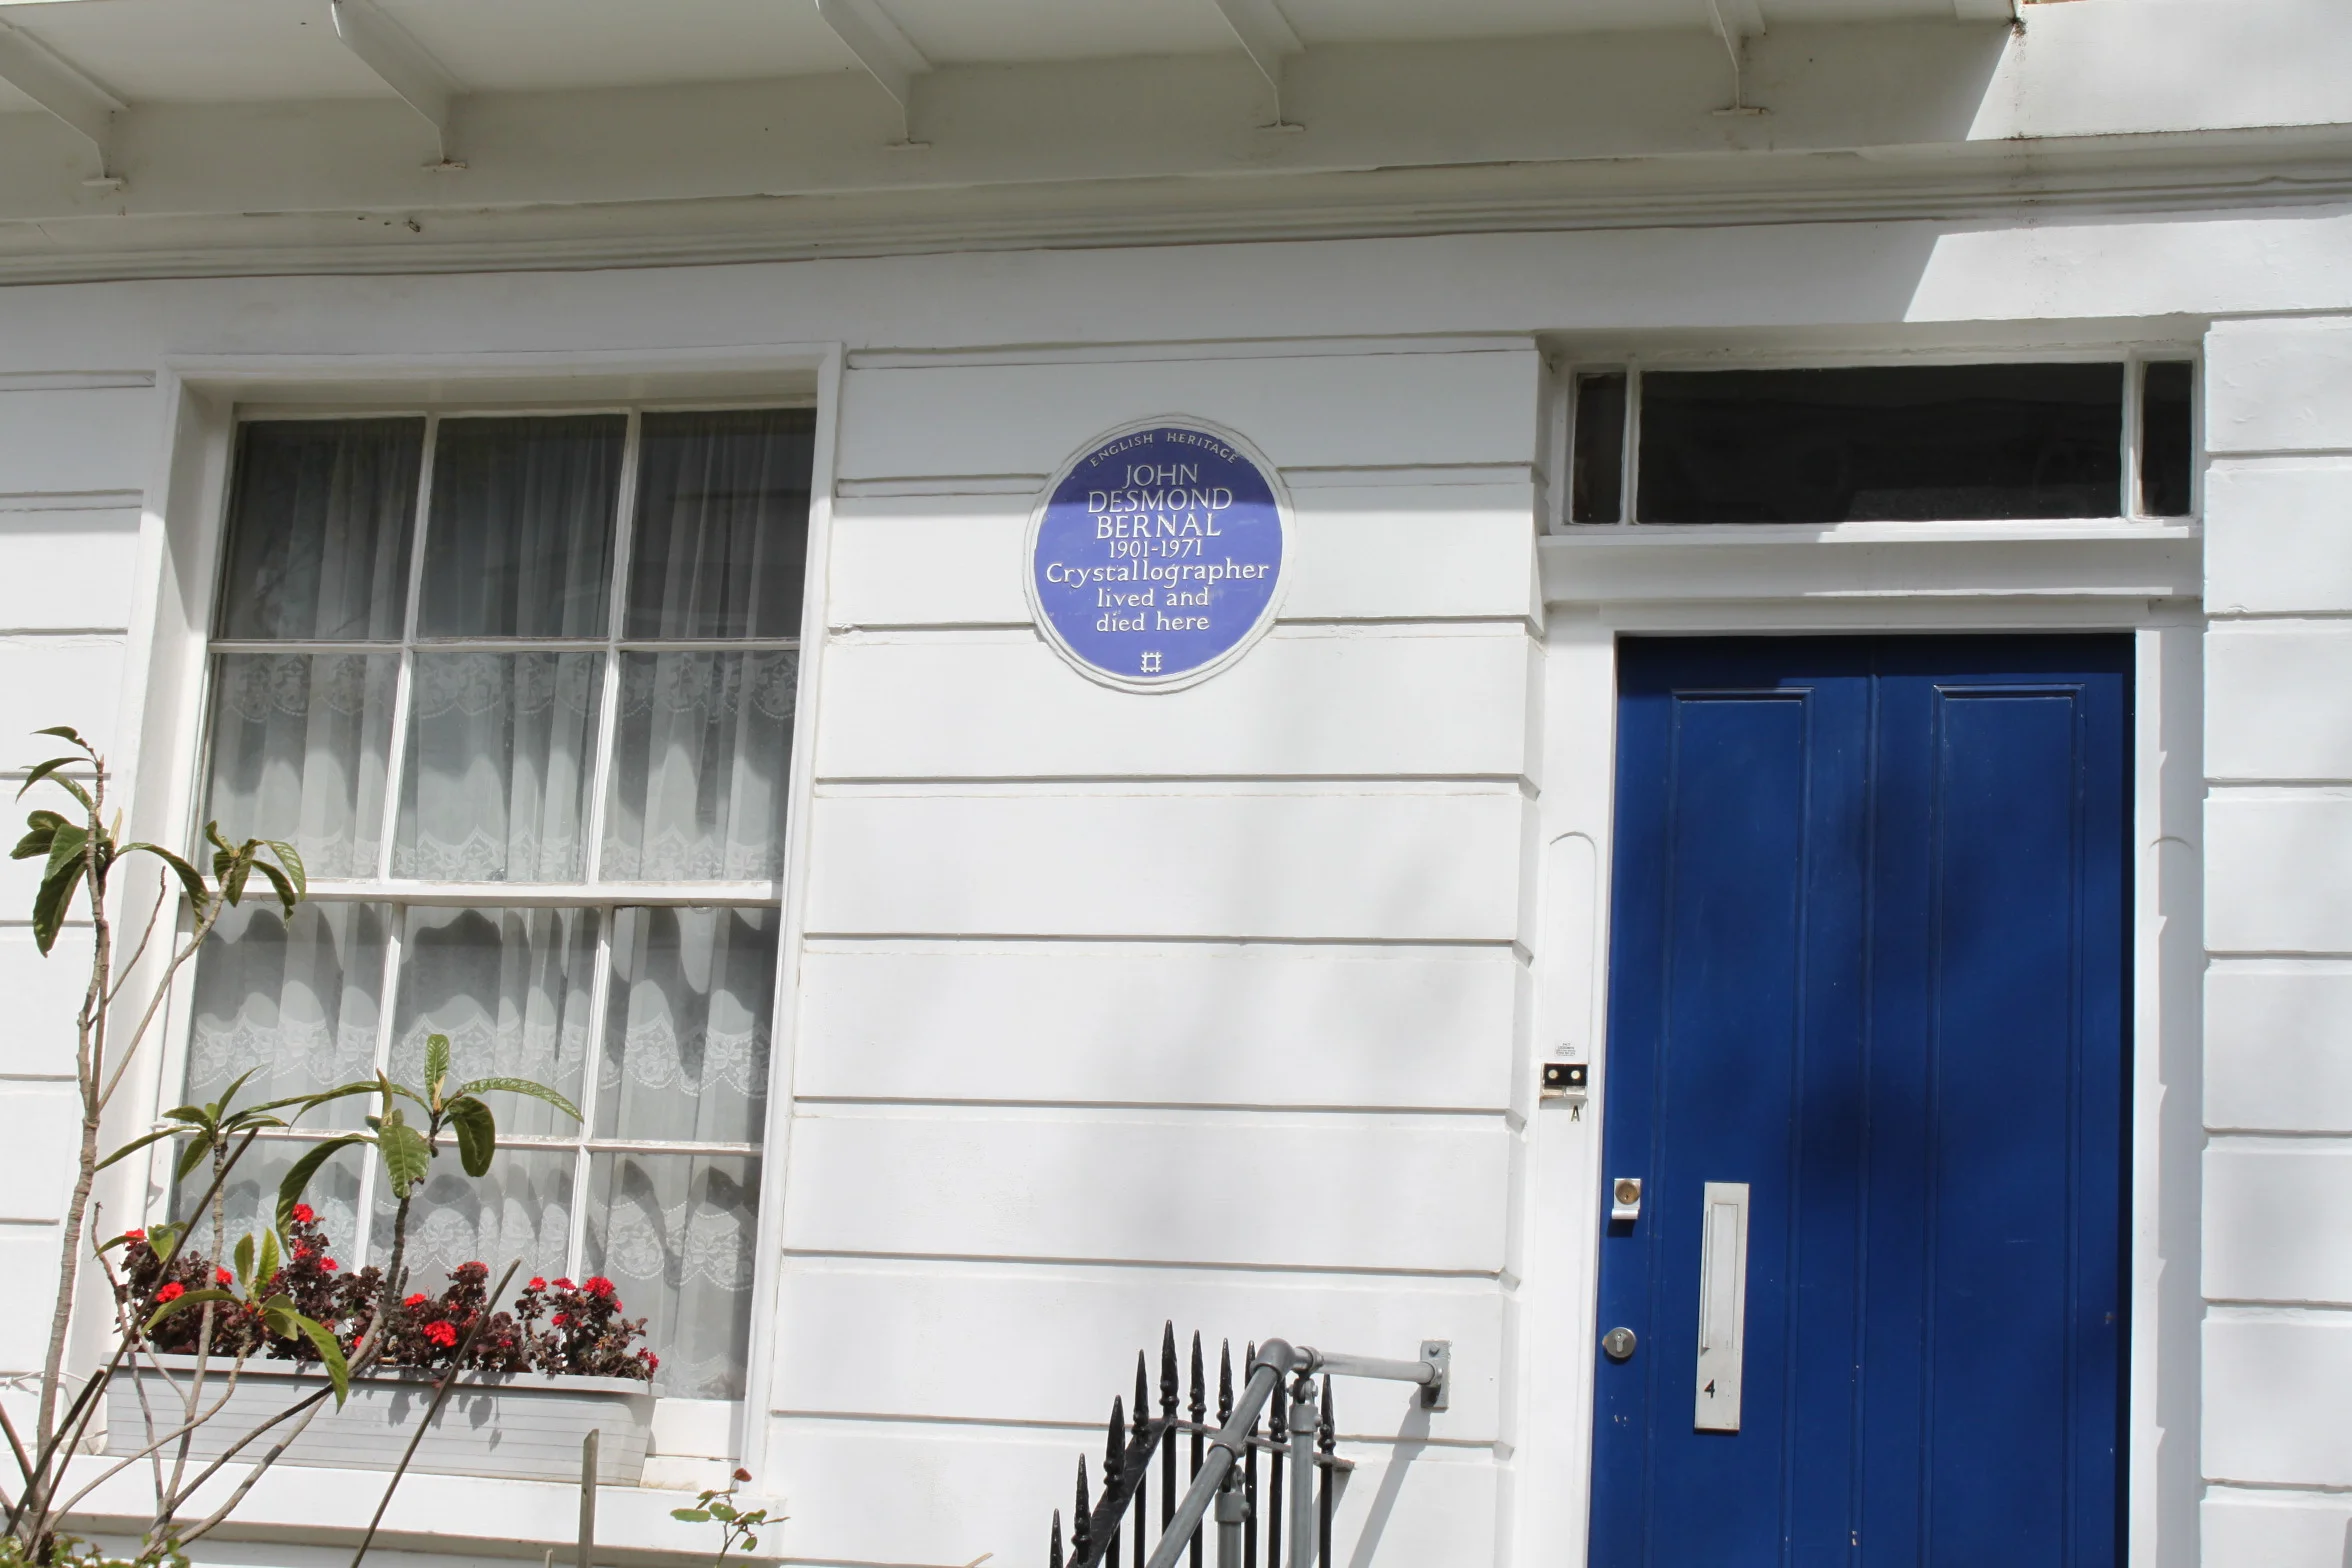 ENGLISH HERITAGE
JOHN
DESMOND
BERNAL
1901-1971
Crystallographer
lived and
died here
A
4